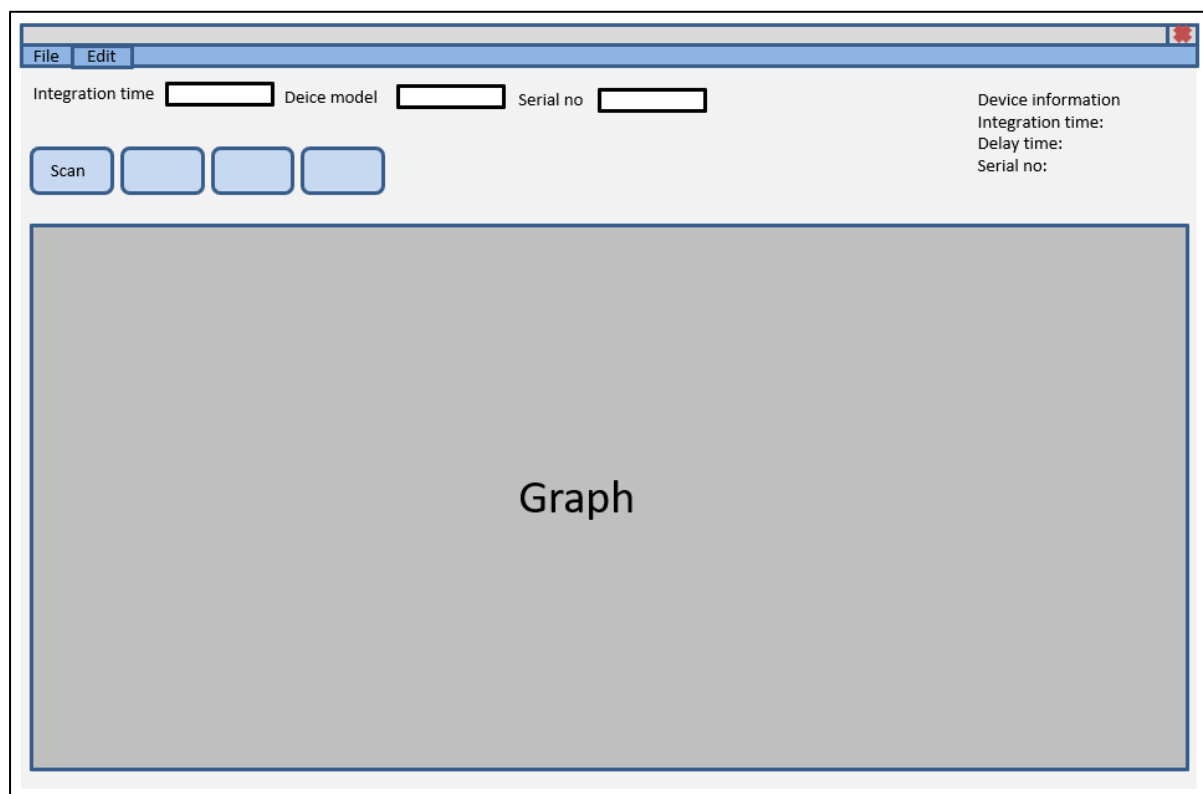 File Edit
Integration time Deice model Serial no
Device information
Integration time:
Delay time:
Serial no:
Scan
Graph